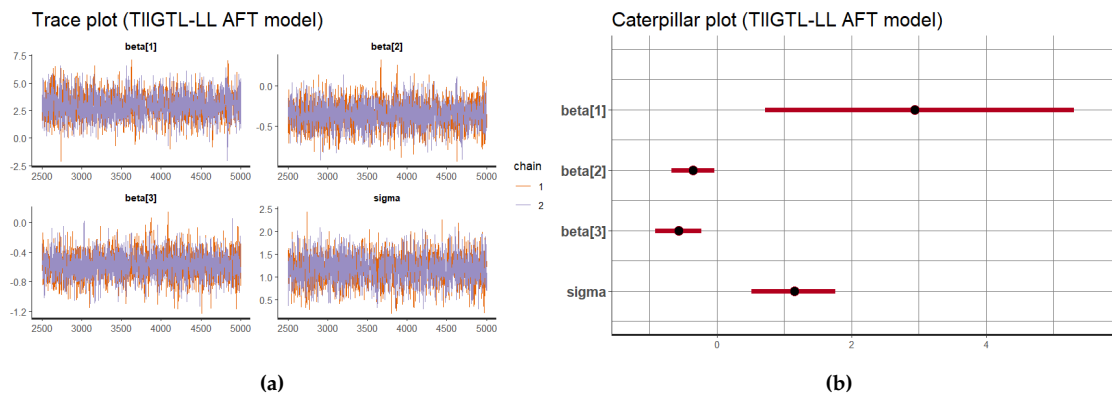 Trace plot (TIIGTL-LL AFT model)
beta[1]
7.5
5.0
2.5
0.0
-2.5
2500 3000 3500 4000 4500 5000
beta[2]
0.0
-0.5
2500 3000 3500 4000 4500 5000
beta[3]
0.0
-0.4
-0.8
-1.2
2500 3000 3500 4000 4500 5000
sigma
2.5
2.0
1.5
1.0
0.5
2500 3000 3500 4000 4500 5000
chain
1
2
(a)
Caterpillar plot (TIIGTL-LL AFT model)
beta[1]
beta[2]
beta[3]
sigma
0 2 4
(b)